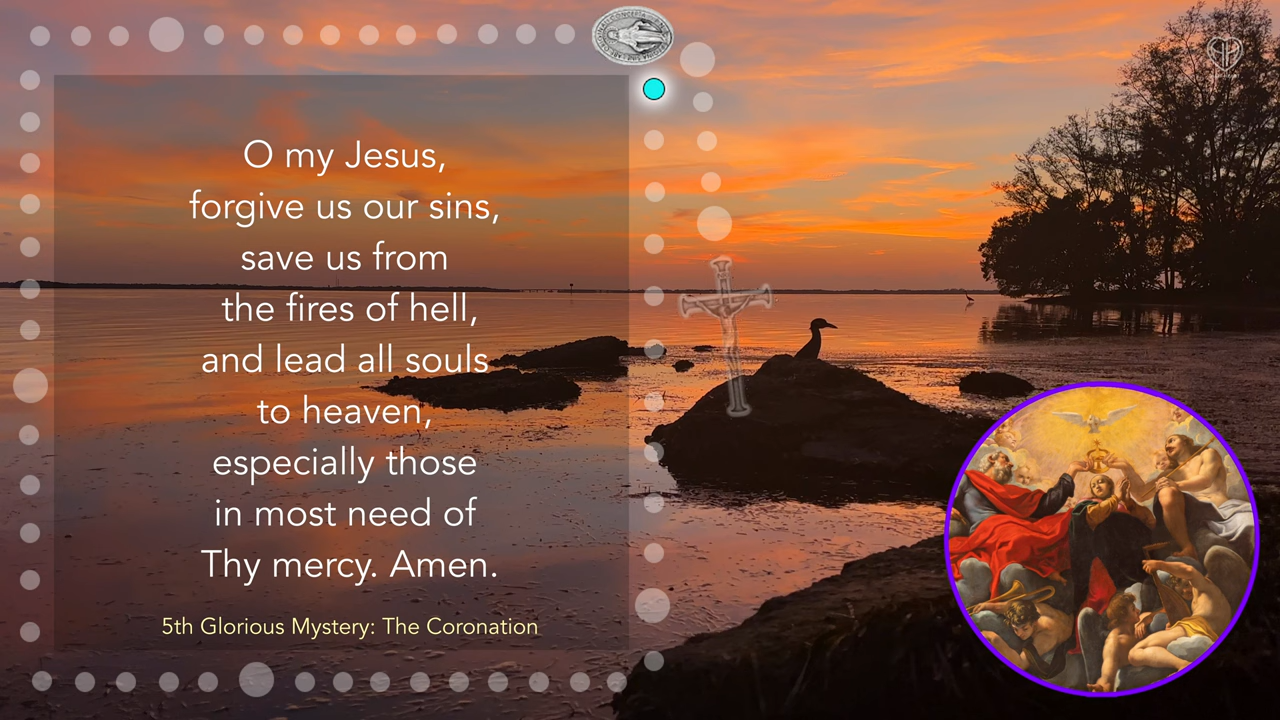 O my Jesus,
forgive us our sins,
save us from
the fires of hell,
and lead all souls
to heaven,
especially those
in most need of
Thy mercy. Amen.
5th Glorious Mystery: The Coronation